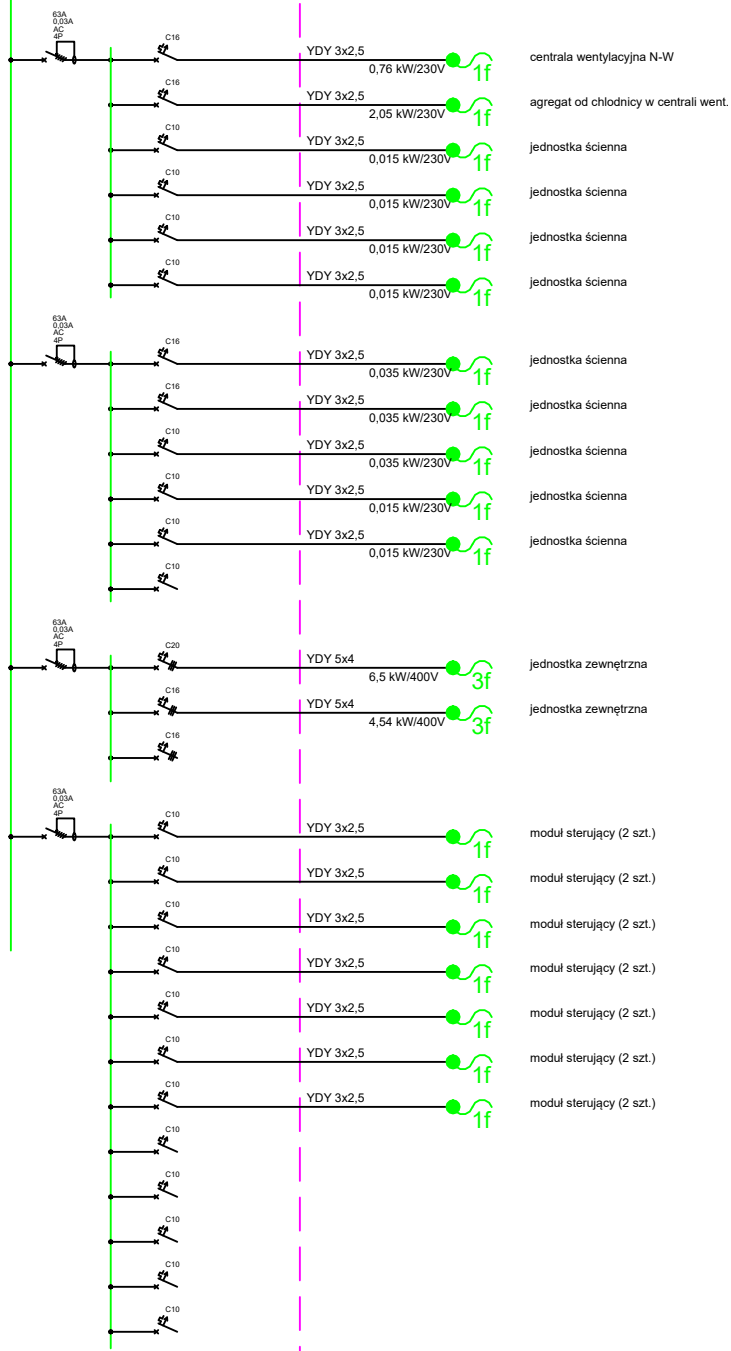 63A
0,03A
AC
4P
C16
YDY 3x2,5
0,76 kW/230V
1f
centrala wentylacyjna N-W
C16
YDY 3x2,5
2,05 kW/230V
1f
agregat od chlodnicy w centrali went.
C10
YDY 3x2,5
0,015 kW/230V
1f
jednostka ścienna
C10
YDY 3x2,5
0,015 kW/230V
1f
jednostka ścienna
C10
YDY 3x2,5
0,015 kW/230V
1f
jednostka ścienna
C10
YDY 3x2,5
0,015 kW/230V
1f
jednostka ścienna
63A
0,03A
AC
4P
C16
YDY 3x2,5
0,035 kW/230V
1f
jednostka ścienna
C16
YDY 3x2,5
0,035 kW/230V
1f
jednostka ścienna
C10
YDY 3x2,5
0,035 kW/230V
1f
jednostka ścienna
C10
YDY 3x2,5
0,015 kW/230V
1f
jednostka ścienna
C10
YDY 3x2,5
0,015 kW/230V
1f
jednostka ścienna
C10
63A
0,03A
AC
4P
C20
YDY 5x4
6,5 kW/400V
3f
jednostka zewnętrzna
C16
YDY 5x4
4,54 kW/400V
3f
jednostka zewnętrzna
C16
63A
0,03A
AC
4P
C10
YDY 3x2,5
1f
moduł sterujący (2 szt.)
C10
YDY 3x2,5
1f
moduł sterujący (2 szt.)
C10
YDY 3x2,5
1f
moduł sterujący (2 szt.)
C10
YDY 3x2,5
1f
moduł sterujący (2 szt.)
C10
YDY 3x2,5
1f
moduł sterujący (2 szt.)
C10
YDY 3x2,5
1f
moduł sterujący (2 szt.)
C10
YDY 3x2,5
1f
moduł sterujący (2 szt.)
C10
C10
C10
C10
C10